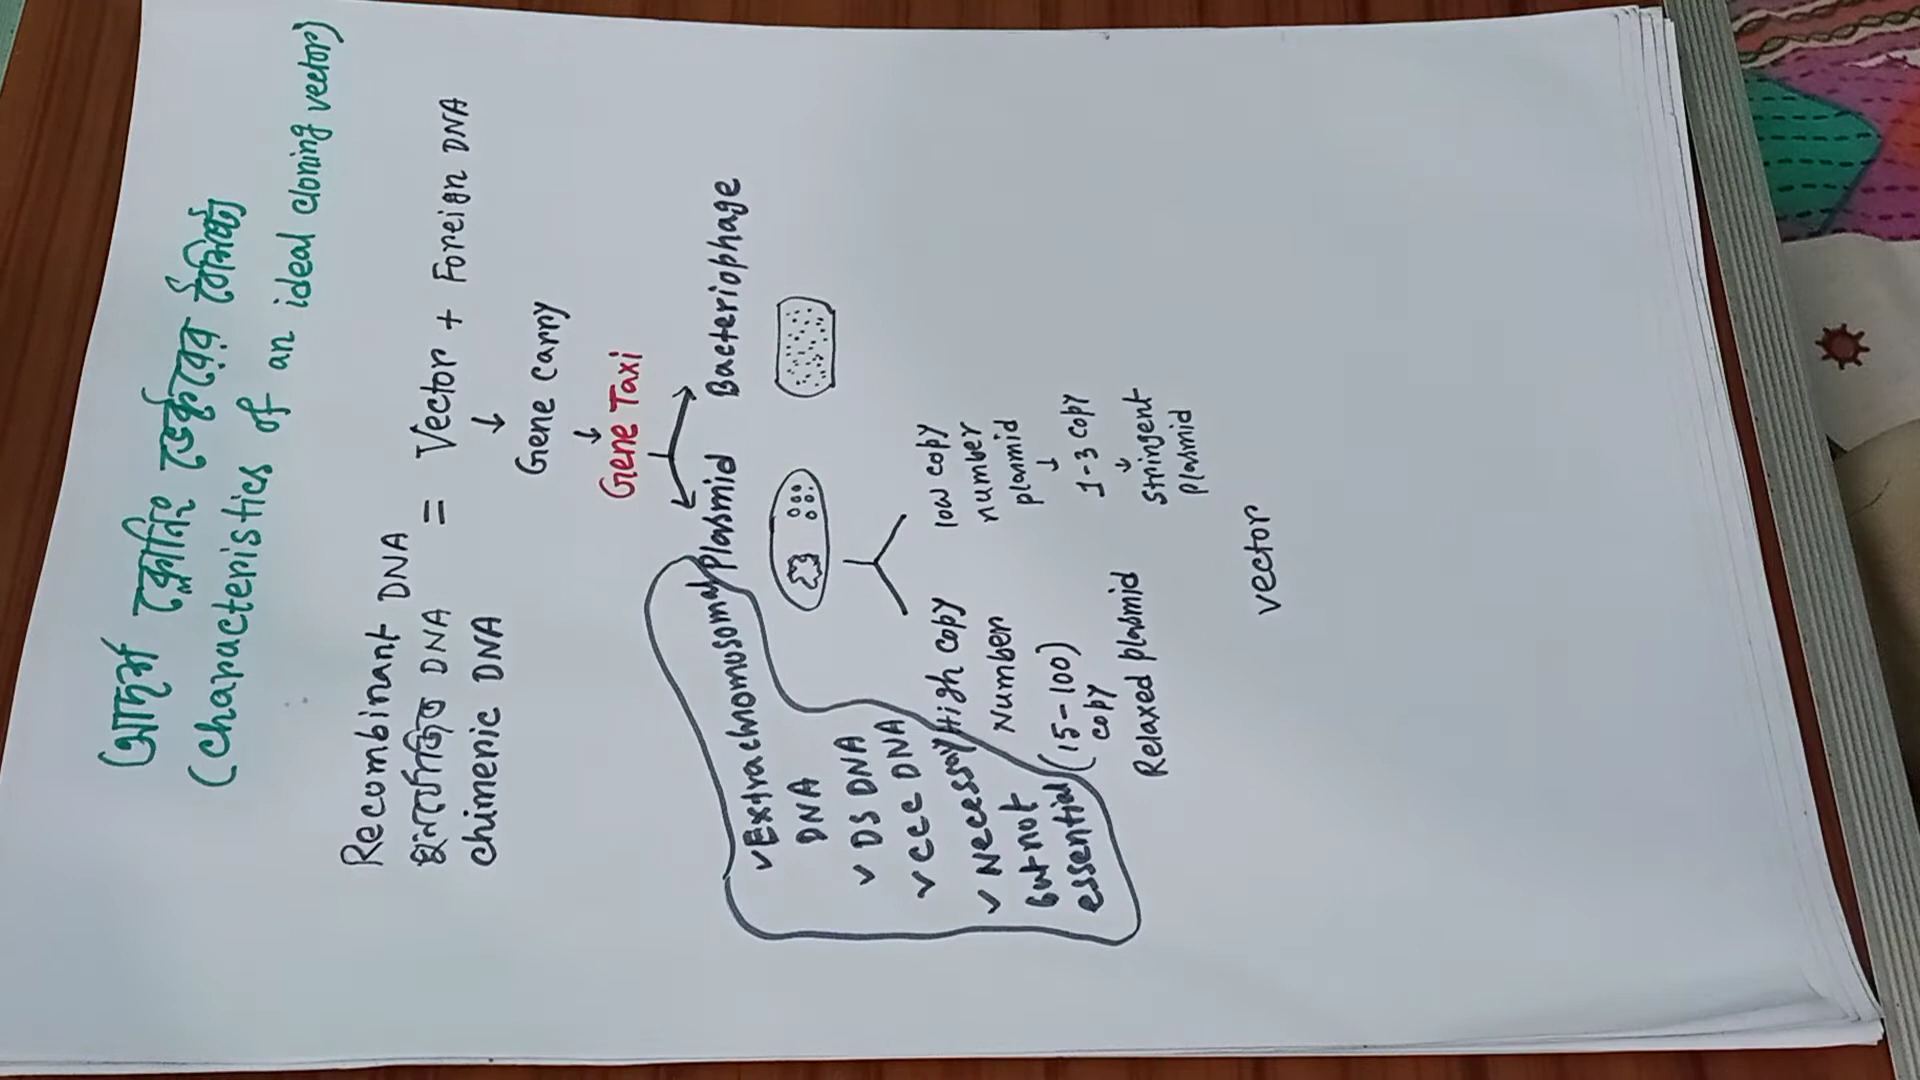 আদর্শ ক্লোনিং ভেক্টরের বৈশিষ্ট্য
(characteristics of an ideal cloning vector)
Recombinant DNA
পুনর্যোজিত DNA = Vector + Foreign DNA
chimeric DNA
↓
Gene carry
↓
Gene Taxi
Plasmid
Bacteriophage
✓ Extrachromosomal
DNA
✓ DS DNA
✓ CCC DNA
✓ Necessary
but not
essential
High copy
Number
(15-100)
copy
Relaxed plasmid
low copy
number
plasmid
↓
1-3 copy
↓
stringent
plasmid
vector